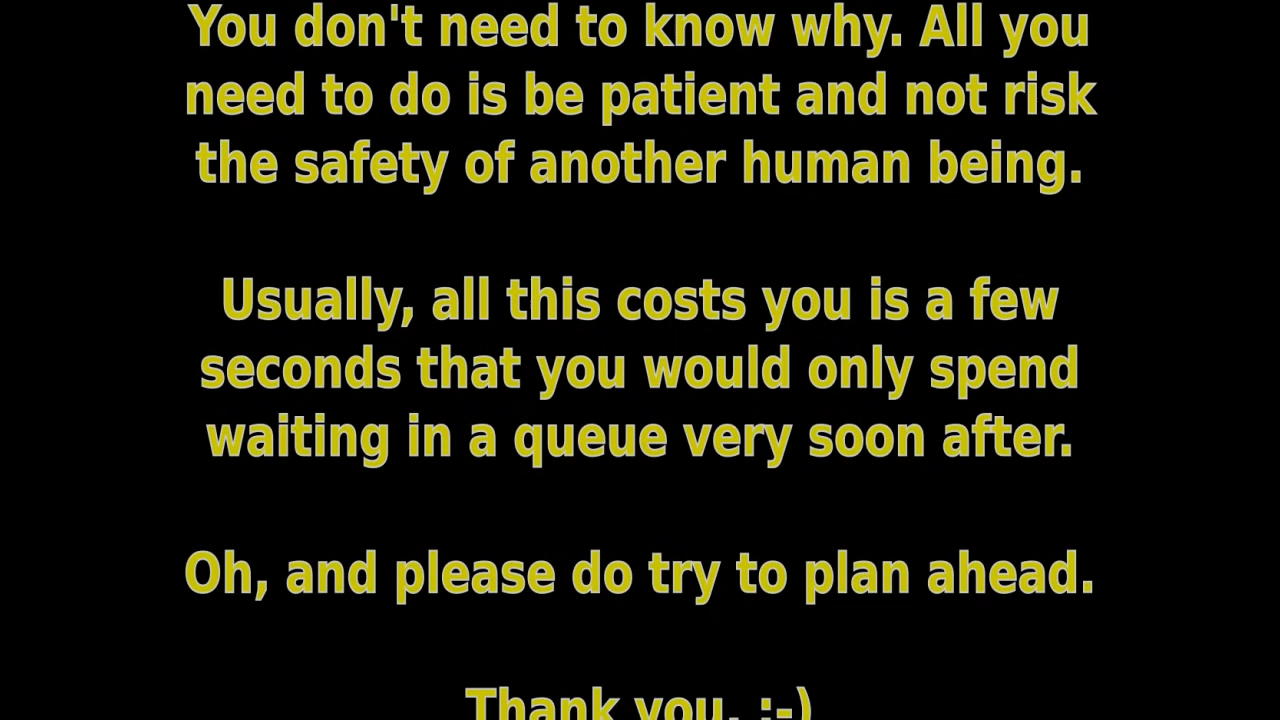 You don't need to know why. All you
need to do is be patient and not risk
the safety of another human being.
Usually, all this costs you is a few
seconds that you would only spend
waiting in a queue very soon after.
Oh, and please do try to plan ahead.
Thank you. :-)